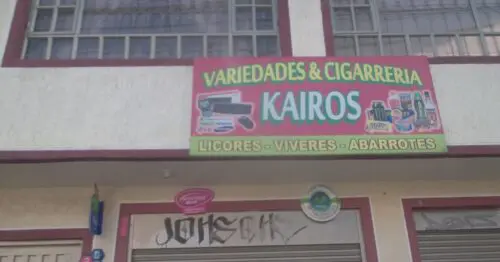 VARIEDADES & CIGARRERIA
KAIROS
LICORES - VIVERES - ABARROTES